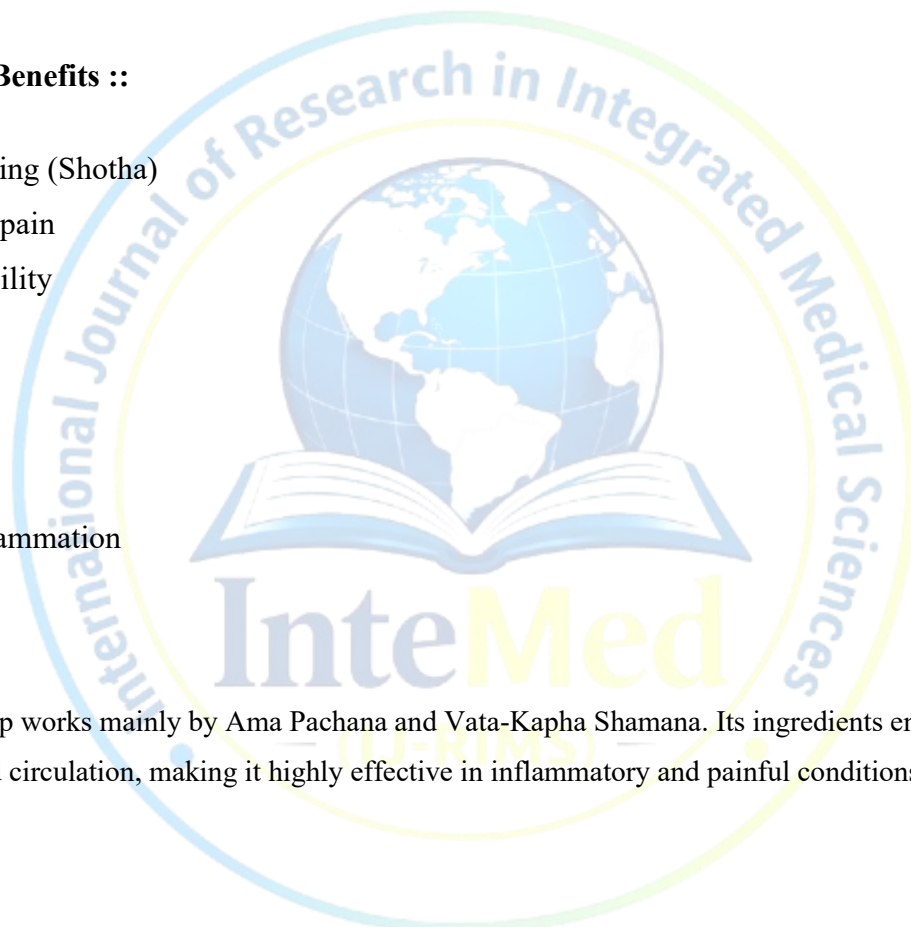 Benefits ::
ing (Shotha)
pain
ility
ammation
p works mainly by Ama Pachana and Vata-Kapha Shamana. Its ingredients en
circulation, making it highly effective in inflammatory and painful conditions
International Journal of Research in Integrated Medical Sciences
InteMed
(IJ-RIMS)